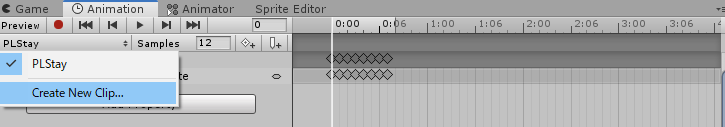 Game Animation Animator Sprite Editor
Preview 0 0:00 0:06 1:00 1:06 2:00 2:06 3:00 3:06
PLStay Samples 12
PLStay
Create New Clip...